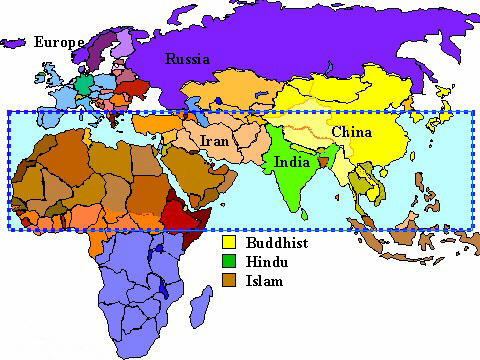 Europe
Russia
Iran
China
India
Buddhist
Hindu
Islam